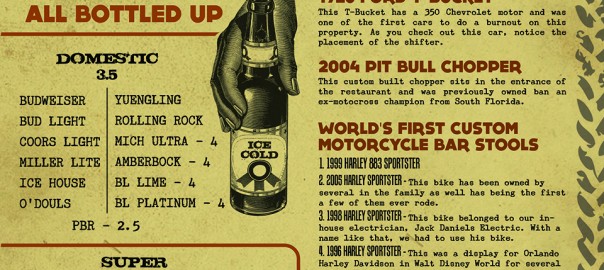 ALL BOTTLED UP
DOMESTIC
3.5
BUDWEISER
BUD LIGHT
COORS LIGHT
MILLER LITE
ICE HOUSE
O'DOULS
YUENGLING
ROLLING ROCK
MICH ULTRA - 4
AMBERBOCK - 4
BL LIME - 4
BL PLATINUM - 4
PBR - 2.5
SUPER
ICE
COLD
This T-Bucket has a 350 Chevrolet motor and was
one of the first cars to do a burnout on this
property. As you check out this car, notice the
placement of the shifter.
2004 PIT BULL CHOPPER
This custom built chopper sits in the entrance of
the restaurant and was previously owned ban an
ex-motocross champion from South Florida.
WORLD'S FIRST CUSTOM
MOTORCYCLE BAR STOOLS
1. 1999 HARLEY 883 SPORTSTER
2. 2005 HARLEY SPORTSTER - This bike has been owned by
several in the family as well has being the first
a few of them ever rode.
3. 1998 HARLEY SPORTSTER - This bike belonged to our in-
house electrician, Jack Daniels Electric. With a
name like that, we had to use his bike.
4. 1996 HARLEY SPORTSTER - This was a display for Orlando
Harley Davidson in Walt Disney World for several